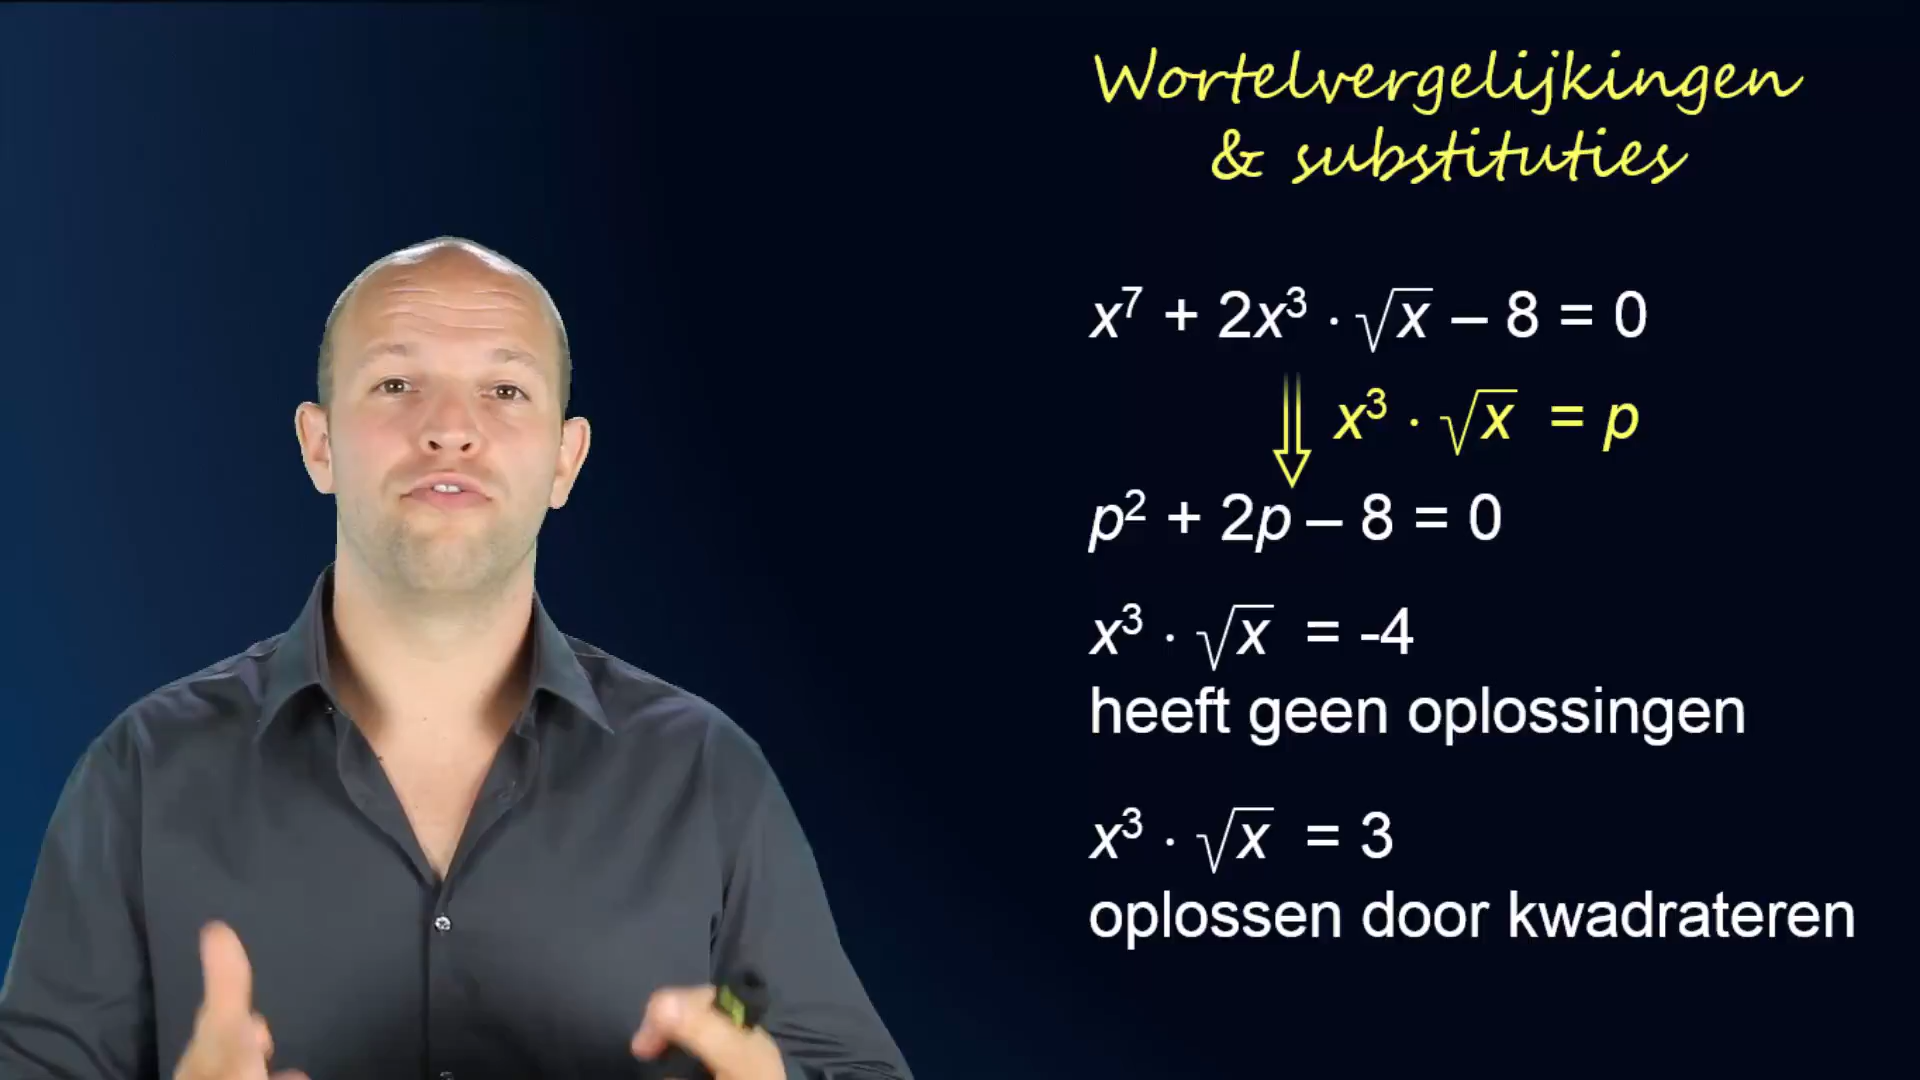 Wortelvergelijkingen
& substituties
x⁷ + 2x³ · √x – 8 = 0
x³ · √x = p
p² + 2p – 8 = 0
x³ · √x = -4
heeft geen oplossingen
x³ · √x = 3
oplossen door kwadrateren